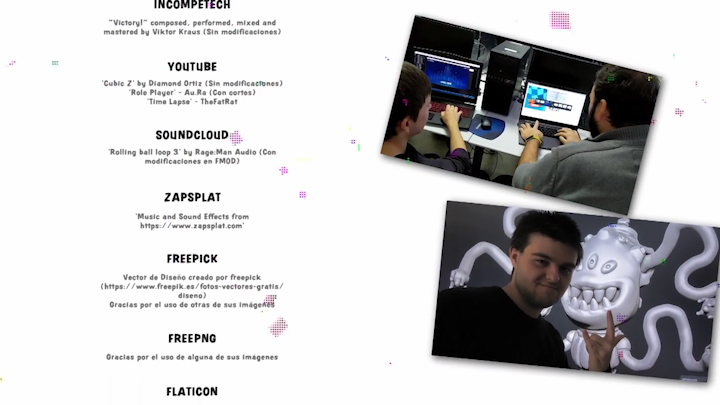 INCOMPETECH
"Victory!" composed, performed, mixed and
mastered by Viktor Kraus (Sin modificaciones)
YOUTUBE
'Cubic Z' by Diamond Ortiz (Sin modificaciones)
'Role Player' - Au.Ra (Con cortes)
'Time Lapse' - TheFatRat
SOUNDCLOUD
'Rolling ball loop 3' by Rage:Man Audio (Con
modificaciones en FMOD)
ZAPSPLAT
'Music and Sound Effects from
https://www.zapsplat.com'
FREEPICK
Vector de Diseño creado por freepick
(https://www.freepik.es/fotos-vectores-gratis/
diseno)
Gracias por el uso de otras de sus imágenes
FREEPNG
Gracias por el uso de alguna de sus imágenes
FLATICON